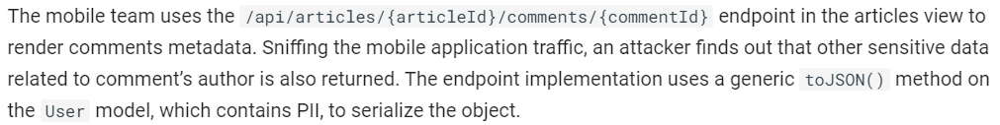 The mobile team uses the /api/articles/{articleId}/comments/{commentId} endpoint in the articles view to
render comments metadata. Sniffing the mobile application traffic, an attacker finds out that other sensitive data
related to comment’s author is also returned. The endpoint implementation uses a generic toJSON() method on
the User model, which contains PII, to serialize the object.